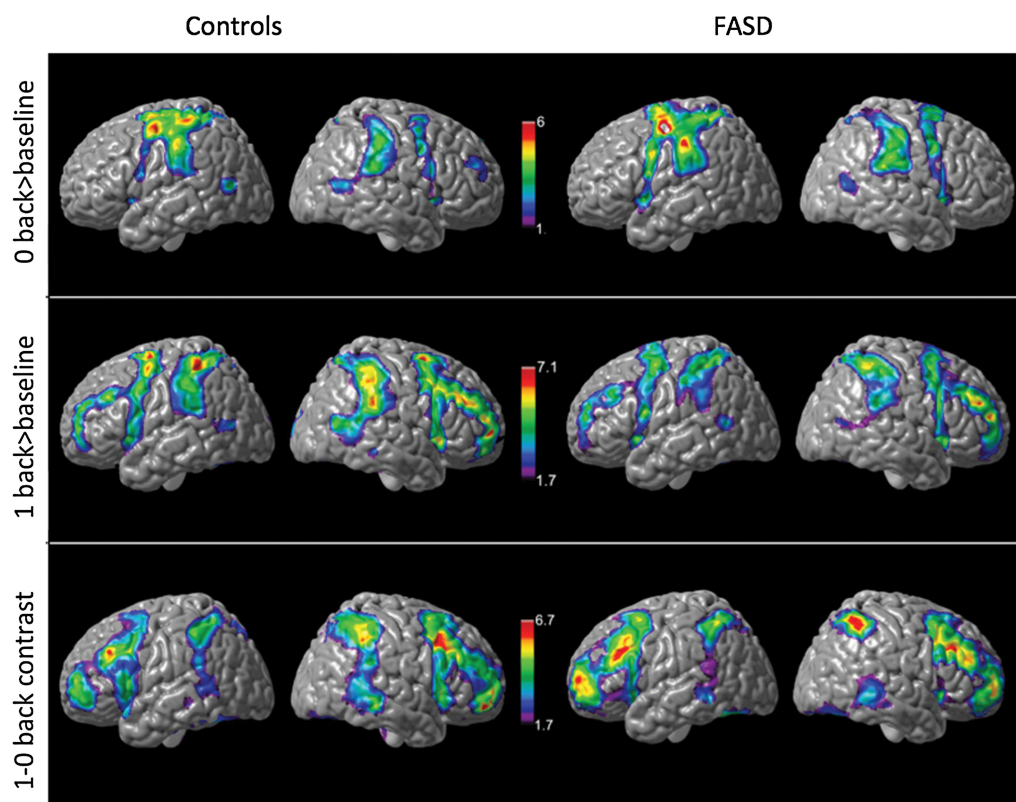 Controls
FASD
0 back>baseline
6
1.
1 back>baseline
7.1
1.7
1-0 back contrast
6.7
1.7